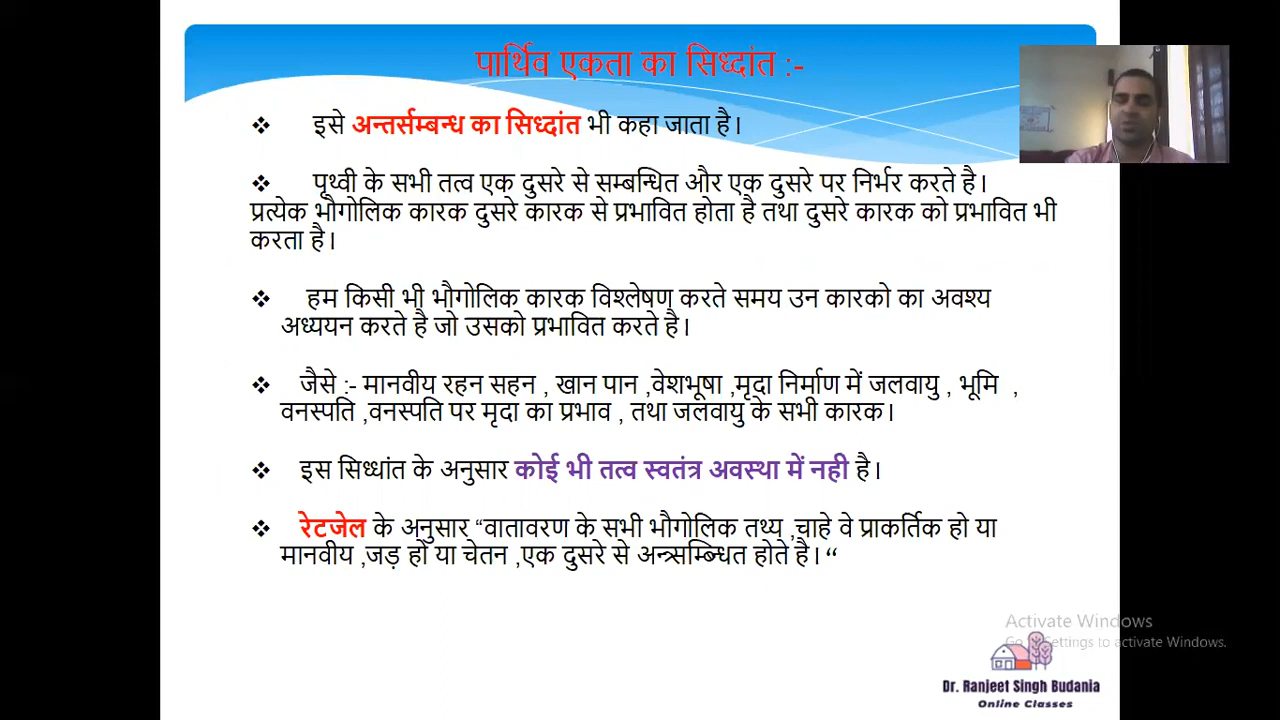 पार्थिव एकता का सिध्दांत :-
❖ इसे अन्तर्सम्बन्ध का सिध्दांत भी कहा जाता है।
❖ पृथ्वी के सभी तत्व एक दुसरे से सम्बन्धित और एक दुसरे पर निर्भर करते है।
प्रत्येक भौगोलिक कारक दुसरे कारक से प्रभावित होता है तथा दुसरे कारक को प्रभावित भी
करता है।
❖ हम किसी भी भौगोलिक कारक विश्लेषण करते समय उन कारको का अवश्य
अध्ययन करते है जो उसको प्रभावित करते है।
❖ जैसे :- मानवीय रहन सहन , खान पान ,वेशभूषा ,मृदा निर्माण में जलवायु , भूमि ,
वनस्पति ,वनस्पति पर मृदा का प्रभाव , तथा जलवायु के सभी कारक।
❖ इस सिध्धांत के अनुसार कोई भी तत्व स्वतंत्र अवस्था में नही है।
❖ रेटजेल के अनुसार “वातावरण के सभी भौगोलिक तथ्य ,चाहे वे प्राकर्तिक हो या
मानवीय ,जड़ हो या चेतन ,एक दुसरे से अन्त्रसम्ब्न्धित होते है। “
Activate Windows
Go to Settings to activate Windows.
Dr. Ranjeet Singh Budania
Online Classes